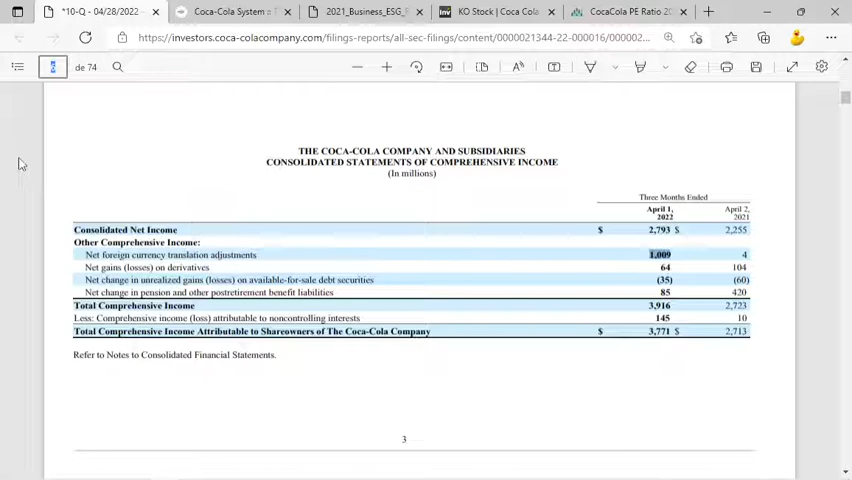 *10-Q - 04/28/2022 -
Coca-Cola System :: F
2021_Business_ESG_F
KO Stock | Coca Cola
CocaCola PE Ratio 20
https://investors.coca-colacompany.com/filings-reports/all-sec-filings/content/0000021344-22-000016/000002...
6 de 74
THE COCA-COLA COMPANY AND SUBSIDIARIES
CONSOLIDATED STATEMENTS OF COMPREHENSIVE INCOME
(In millions)
Three Months Ended
April 1, April 2,
2022 2021
Consolidated Net Income $ 2,793 $ 2,255
Other Comprehensive Income:
Net foreign currency translation adjustments 1,009 4
Net gains (losses) on derivatives 64 104
Net change in unrealized gains (losses) on available-for-sale debt securities (35) (60)
Net change in pension and other postretirement benefit liabilities 85 420
Total Comprehensive Income 3,916 2,723
Less: Comprehensive income (loss) attributable to noncontrolling interests 145 10
Total Comprehensive Income Attributable to Shareowners of The Coca-Cola Company $ 3,771 $ 2,713
Refer to Notes to Consolidated Financial Statements.
3